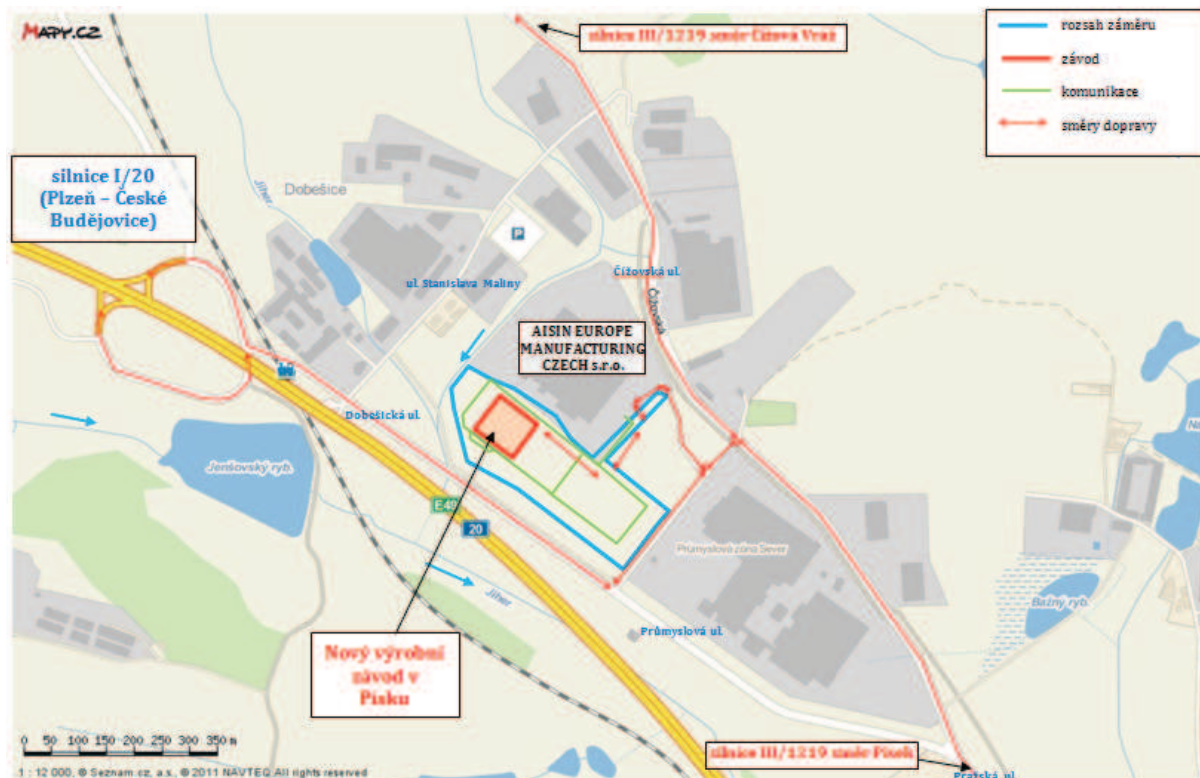 MAPY.CZ
silnice III/1219 směr Čížová Vráž
rozsah záměru
závod
komunikace
směry dopravy
silnice I/20
(Plzeň – České
Budějovice)
Jiher
Dobešice
P
ul. Stanislava Maliny
Čížovská ul.
Čížovská
AISIN EUROPE
MANUFACTURING
CZECH s.r.o.
Dobešická ul.
Jenšovský ryb.
E49
20
Průmyslová zóna Sever
Jiher
Bažný ryb.
Průmyslová ul.
Nový výrobní
závod v
Písku
silnice III/1219 směr Písek
Pražská ul.
0 50 100 150 200 250 300 350 m
1 : 12 000, © Seznam.cz, a.s., © 2011 NAVTEQ All rights reserved